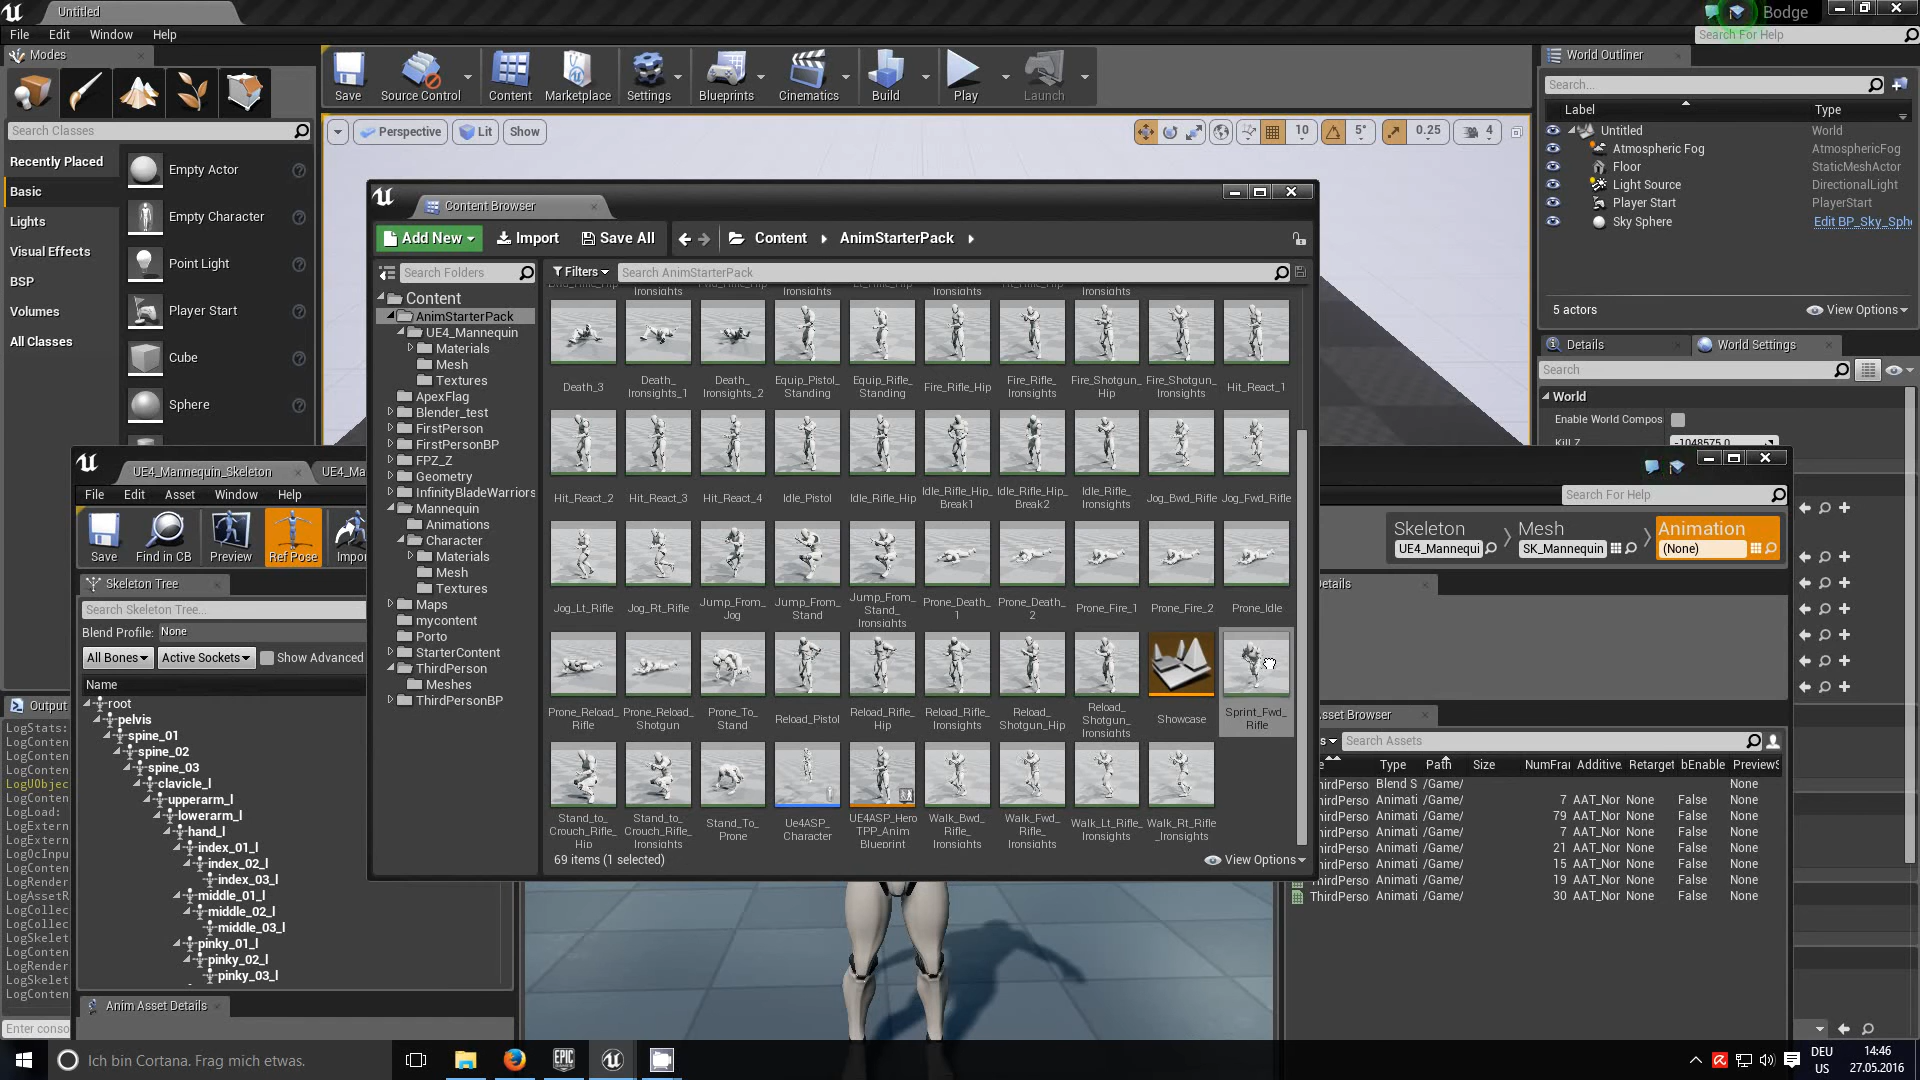 Untitled
Bodge
File Edit Window Help
Search For Help
Modes
Save
Source Control
Content
Marketplace
Settings
Blueprints
Cinematics
Build
Play
Launch
World Outliner
Search...
Label
Type
Untitled World
Atmospheric Fog AtmosphericFog
Floor StaticMeshActor
Light Source DirectionalLight
Player Start PlayerStart
Sky Sphere Edit BP_Sky_Sph
5 actors
View Options
Search Classes
Recently Placed
Basic
Lights
Visual Effects
BSP
Volumes
All Classes
Empty Actor
Empty Character
Point Light
Player Start
Cube
Sphere
Perspective
Lit
Show
10
5°
0.25
4
Details
World Settings
Search
World
Enable World Compos
Kill Z
-1048575.0
Content Browser
Add New
Import
Save All
Content
AnimStarterPack
Search Folders
Filters
Search AnimStarterPack
Content
AnimStarterPack
UE4_Mannequin
Materials
Mesh
Textures
ApexFlag
Blender_test
FirstPerson
FirstPersonBP
FPZ_Z
Geometry
InfinityBladeWarriors
Mannequin
Animations
Character
Materials
Mesh
Textures
Maps
mycontent
Porto
StarterContent
ThirdPerson
Meshes
ThirdPersonBP
Ironsights
Ironsights
Ironsights
Ironsights
Death_3
Death_
Ironsights_1
Death_
Ironsights_2
Equip_Pistol_
Standing
Equip_Rifle_
Standing
Fire_Rifle_Hip
Fire_Rifle_
Ironsights
Fire_Shotgun_
Hip
Fire_Shotgun_
Ironsights
Hit_React_1
Hit_React_2
Hit_React_3
Hit_React_4
Idle_Pistol
Idle_Rifle_Hip
Idle_Rifle_Hip_
Break1
Idle_Rifle_Hip_
Break2
Idle_Rifle_
Ironsights
Jog_Bwd_Rifle
Jog_Fwd_Rifle
Jog_Lt_Rifle
Jog_Rt_Rifle
Jump_From_
Jog
Jump_From_
Stand
Jump_From_
Stand_
Ironsights
Prone_Death_
1
Prone_Death_
2
Prone_Fire_1
Prone_Fire_2
Prone_Idle
Prone_Reload_
Rifle
Prone_Reload_
Shotgun
Prone_To_
Stand
Reload_Pistol
Reload_Rifle_
Hip
Reload_Rifle_
Ironsights
Reload_
Shotgun_Hip
Reload_
Shotgun_
Ironsights
Showcase
Sprint_Fwd_
Rifle
Stand_to_
Crouch_Rifle_
Hip
Stand_to_
Crouch_Rifle_
Ironsights
Stand_To_
Prone
Ue4ASP_
Character
UE4ASP_Hero
TPP_Anim
Blueprint
Walk_Bwd_
Rifle_
Ironsights
Walk_Fwd_
Rifle_
Ironsights
Walk_Lt_Rifle_
Ironsights
Walk_Rt_Rifle
_Ironsights
69 items (1 selected)
View Options
UE4_Mannequin_Skeleton
UE4_Ma
File Edit Asset Window Help
Search For Help
Save
Find in CB
Preview
Ref Pose
Impor
Skeleton
UE4_Mannequi
Mesh
SK_Mannequin
Animation
(None)
Skeleton Tree
Search Skeleton Tree...
Blend Profile: None
All Bones
Active Sockets
Show Advanced
Name
root
pelvis
spine_01
spine_02
spine_03
clavicle_l
upperarm_l
lowerarm_l
hand_l
index_01_l
index_02_l
index_03_l
middle_01_l
middle_02_l
middle_03_l
pinky_01_l
pinky_02_l
pinky_03_l
Anim Asset Details
Output
LogStats:
LogConten
LogConten
LogConten
LogUObjec
LogConten
LogLoad:
LogExtern
LogExtern
LogOcInpu
LogConten
LogRender
LogAssetR
LogCollec
LogSkelet
LogConten
LogRender
LogSkelet
LogConten
Enter conso
Details
Asset Browser
Search Assets
Type Path Size NumFra Additive Retarget bEnable PreviewS
hirdPerso Blend S /Game/ None
hirdPerso Animati /Game/ 7 AAT_Nor None False None
hirdPerso Animati /Game/ 79 AAT_Nor None False None
hirdPerso Animati /Game/ 7 AAT_Nor None False None
hirdPerso Animati /Game/ 21 AAT_Nor None False None
hirdPerso Animati /Game/ 15 AAT_Nor None False None
hirdPerso Animati /Game/ 19 AAT_Nor None False None
ThirdPerso Animati /Game/ 30 AAT_Nor None False None
Ich bin Cortana. Frag mich etwas.
EPIC
DEU
US
14:46
27.05.2016